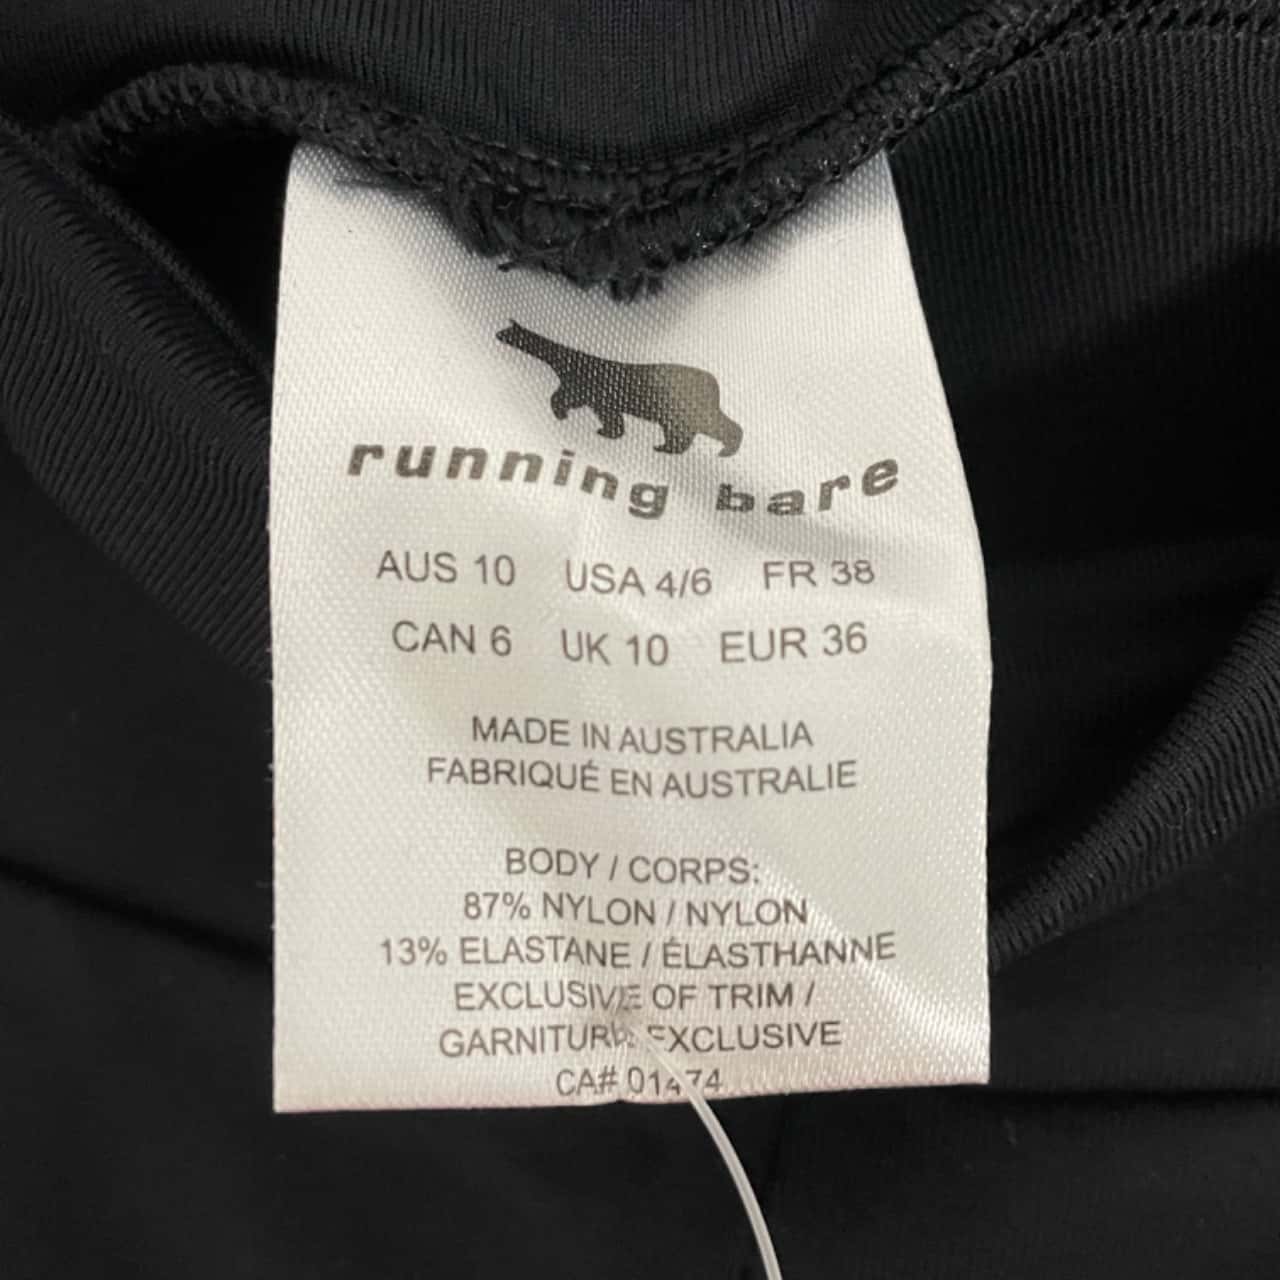 running bare
AUS 10 USA 4/6 FR 38
CAN 6 UK 10 EUR 36
MADE IN AUSTRALIA
FABRIQUÉ EN AUSTRALIE
BODY / CORPS:
87% NYLON / NYLON
13% ELASTANE / ÉLASTHANNE
EXCLUSIVE OF TRIM /
GARNITURE EXCLUSIVE
CA# 01474